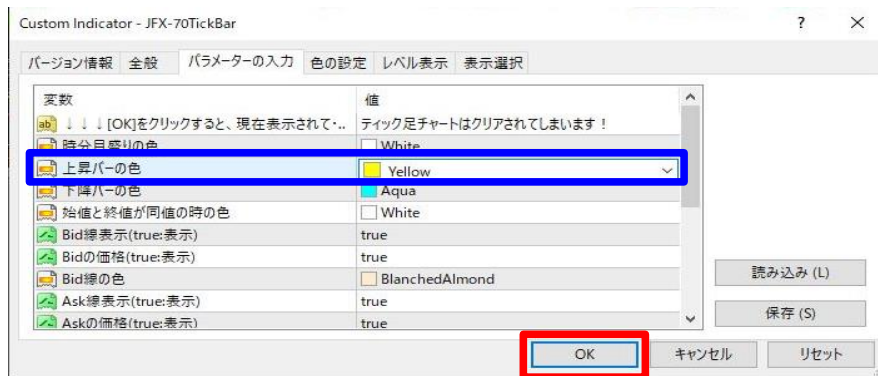 Custom Indicator - JFX-70TickBar ? ×
バージョン情報 全般 パラメーターの入力 色の設定 レベル表示 表示選択
変数 値
ab ↓↓↓[OK]をクリックすると、現在表示されて・.. ティック足チャートはクリアされてしまいます！
時分目盛りの色 White
上昇バーの色 Yellow
下降バーの色 Aqua
始値と終値が同値の時の色 White
Bid線表示(true:表示) true
Bidの価格(true:表示) true
Bid線の色 BlanchedAlmond
Ask線表示(true:表示) true
Askの価格(true:表示) true
読み込み (L)
保存 (S)
OK キャンセル リセット